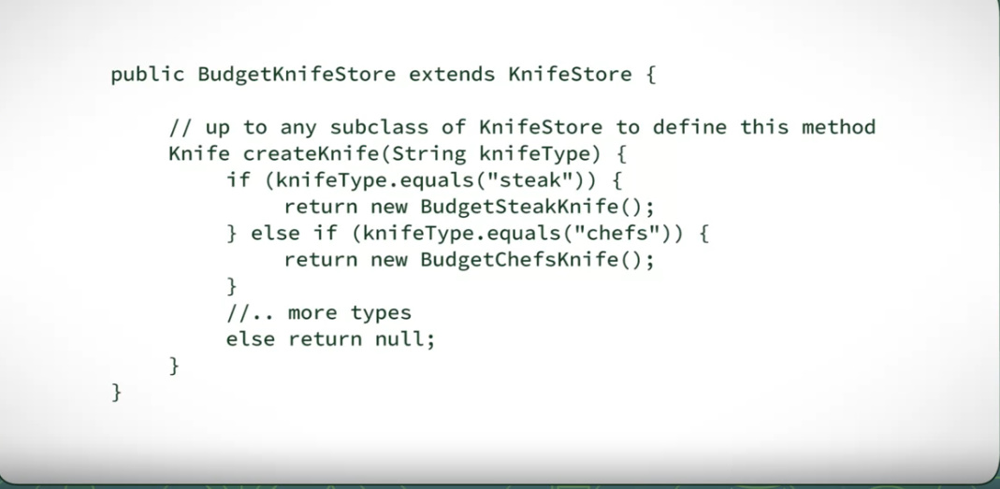 public BudgetKnifeStore extends KnifeStore {
// up to any subclass of KnifeStore to define this method
Knife createKnife(String knifeType) {
if (knifeType.equals("steak")) {
return new BudgetSteakKnife();
} else if (knifeType.equals("chefs")) {
return new BudgetChefsKnife();
}
//.. more types
else return null;
}
}